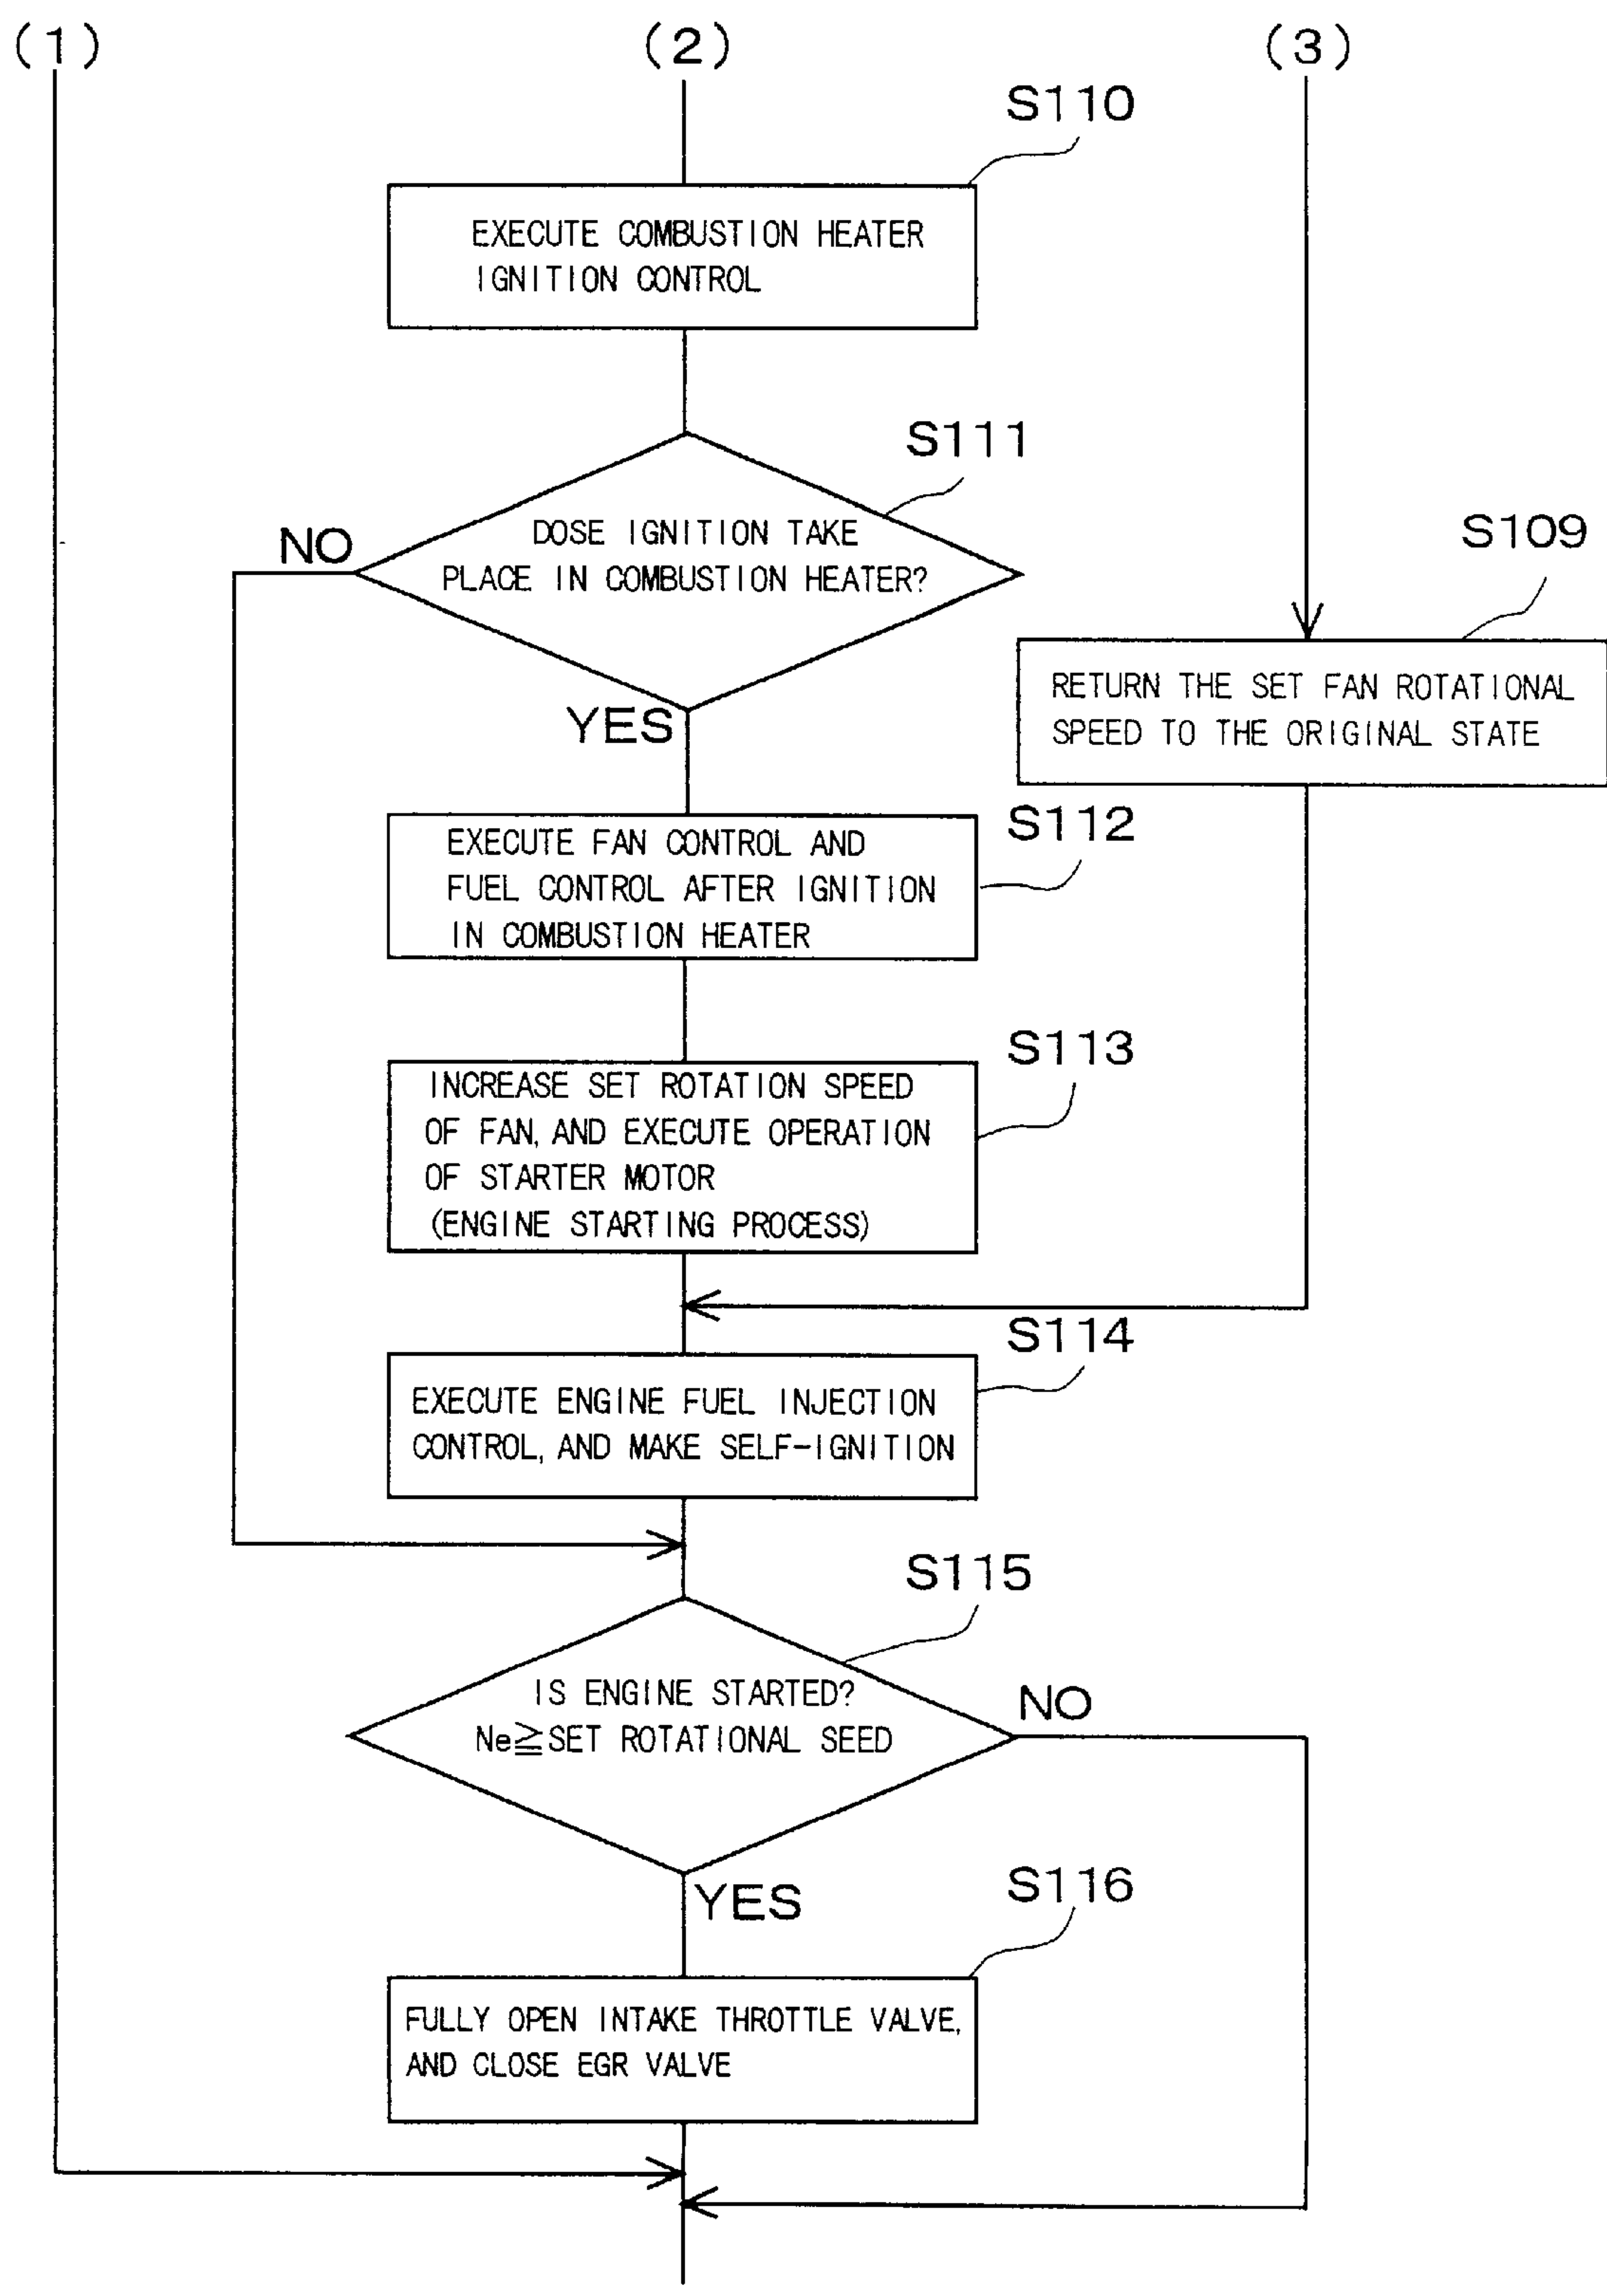 (1)
(2)
(3)
S110
EXECUTE COMBUSTION HEATER
IGNITION CONTROL
S111
NO
DOSE IGNITION TAKE
PLACE IN COMBUSTION HEATER?
YES
S109
RETURN THE SET FAN ROTATIONAL
SPEED TO THE ORIGINAL STATE
S112
EXECUTE FAN CONTROL AND
FUEL CONTROL AFTER IGNITION
IN COMBUSTION HEATER
S113
INCREASE SET ROTATION SPEED
OF FAN, AND EXECUTE OPERATION
OF STARTER MOTOR
(ENGINE STARTING PROCESS)
S114
EXECUTE ENGINE FUEL INJECTION
CONTROL, AND MAKE SELF-IGNITION
S115
IS ENGINE STARTED?
Ne≧SET ROTATIONAL SEED
NO
YES
S116
FULLY OPEN INTAKE THROTTLE VALVE,
AND CLOSE EGR VALVE